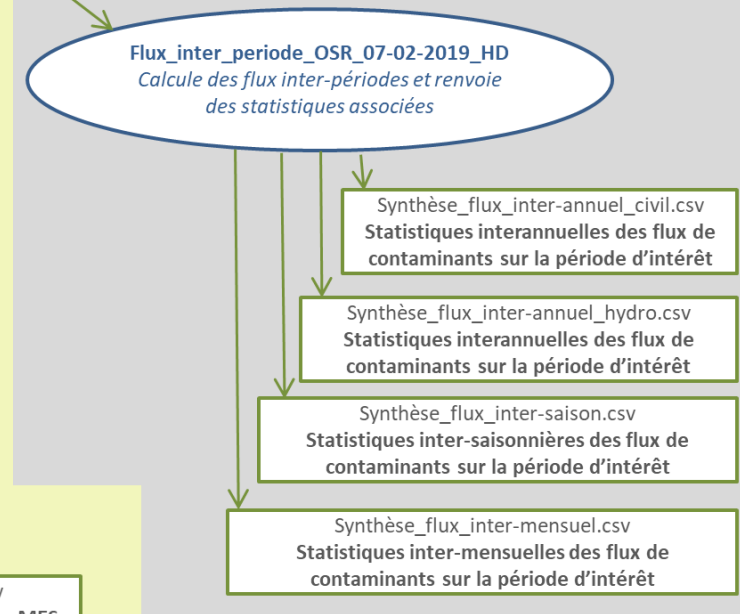 Flux_inter_periode_OSR_07-02-2019_HD
Calcule des flux inter-périodes et renvoie
des statistiques associées
Synthèse_flux_inter-annuel_civil.csv
Statistiques interannuelles des flux de
contaminants sur la période d'intérêt
Synthèse_flux_inter-annuel_hydro.csv
Statistiques interannuelles des flux de
contaminants sur la période d'intérêt
Synthèse_flux_inter-saison.csv
Statistiques inter-saisonnières des flux de
contaminants sur la période d'intérêt
Synthèse_flux_inter-mensuel.csv
Statistiques inter-mensuelles des flux de
contaminants sur la période d'intérêt